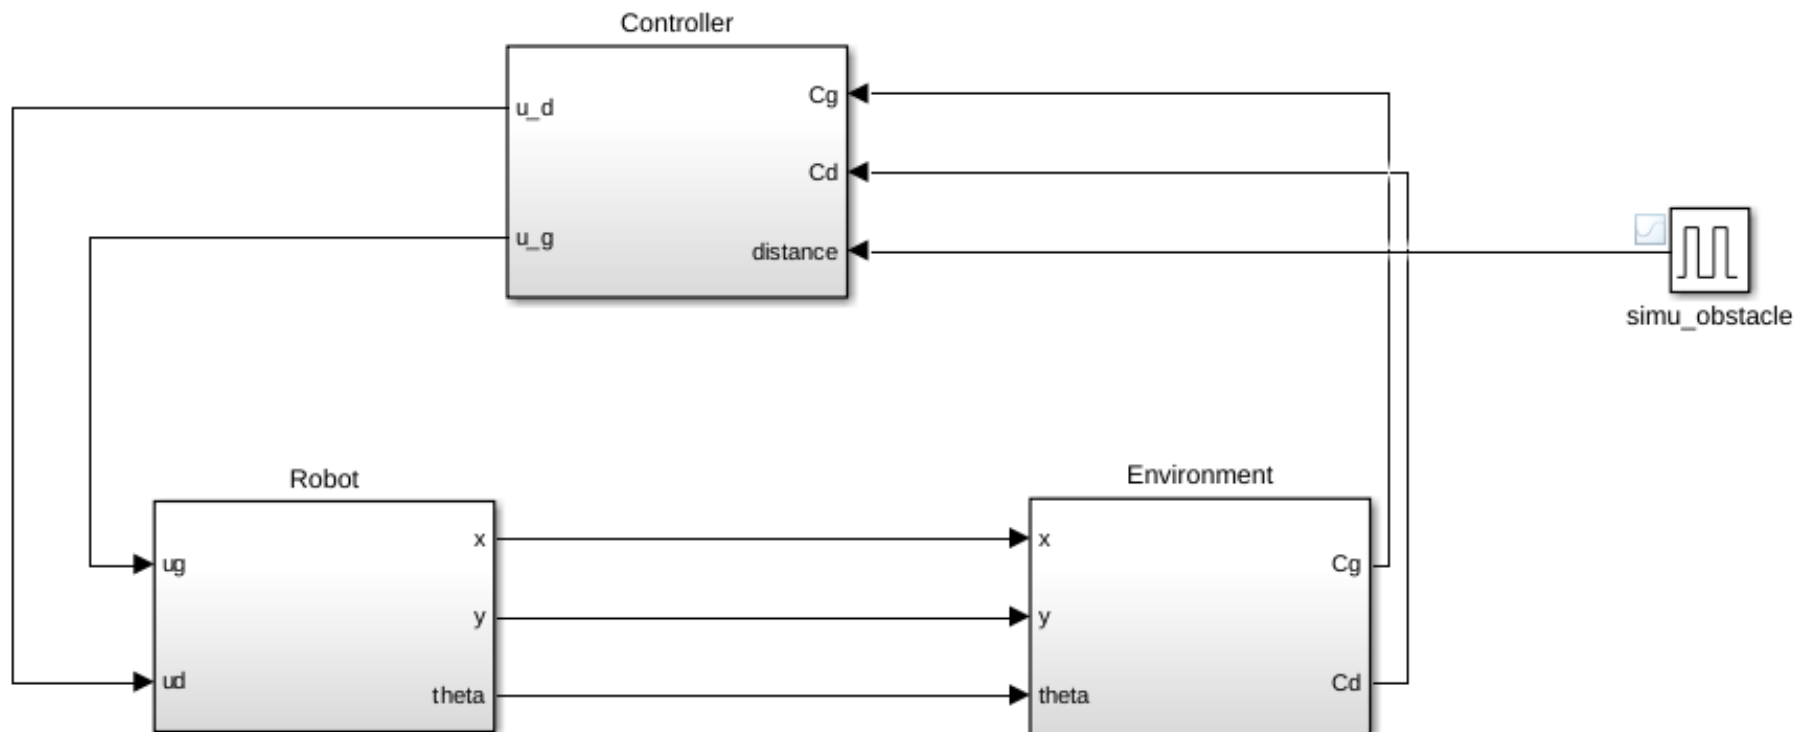 Controller
u_d
Cg
Cd
u_g
distance
simu_obstacle
Robot
Environment
x
x
ug
Cg
y
y
ud
Cd
theta
theta